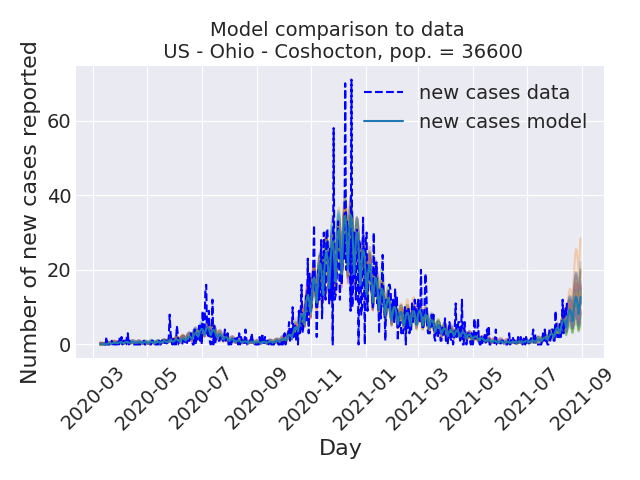 Model comparison to data
US - Ohio - Coshocton, pop. = 36600
Number of new cases reported
60
40
20
0
new cases data
new cases model
2020-03
2020-05
2020-07
2020-09
2020-11
2021-01
2021-03
2021-05
2021-07
2021-09
Day